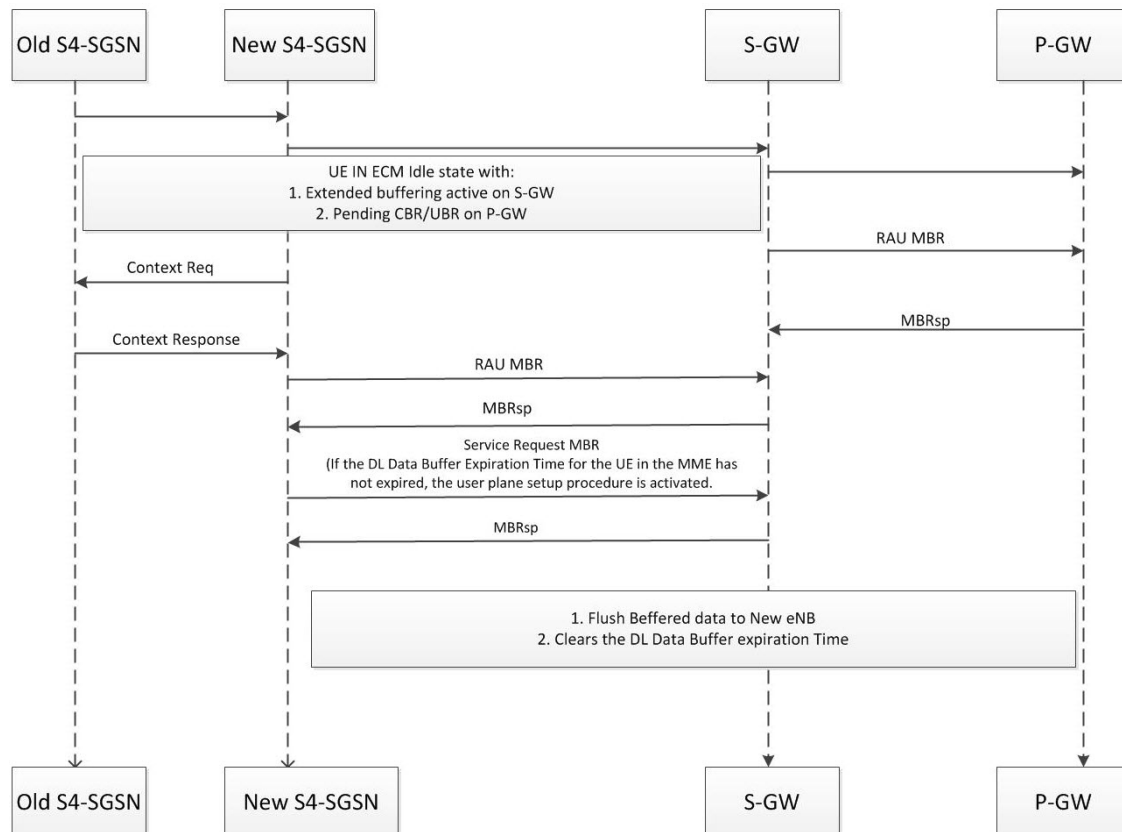 Old S4-SGSN
New S4-SGSN
S-GW
P-GW
UE IN ECM Idle state with:
1. Extended buffering active on S-GW
2. Pending CBR/UBR on P-GW
RAU MBR
Context Req
MBRsp
Context Response
RAU MBR
MBRsp
Service Request MBR
(If the DL Data Buffer Expiration Time for the UE in the MME has
not expired, the user plane setup procedure is activated.
MBRsp
1. Flush Beffered data to New eNB
2. Clears the DL Data Buffer expiration Time
Old S4-SGSN
New S4-SGSN
S-GW
P-GW